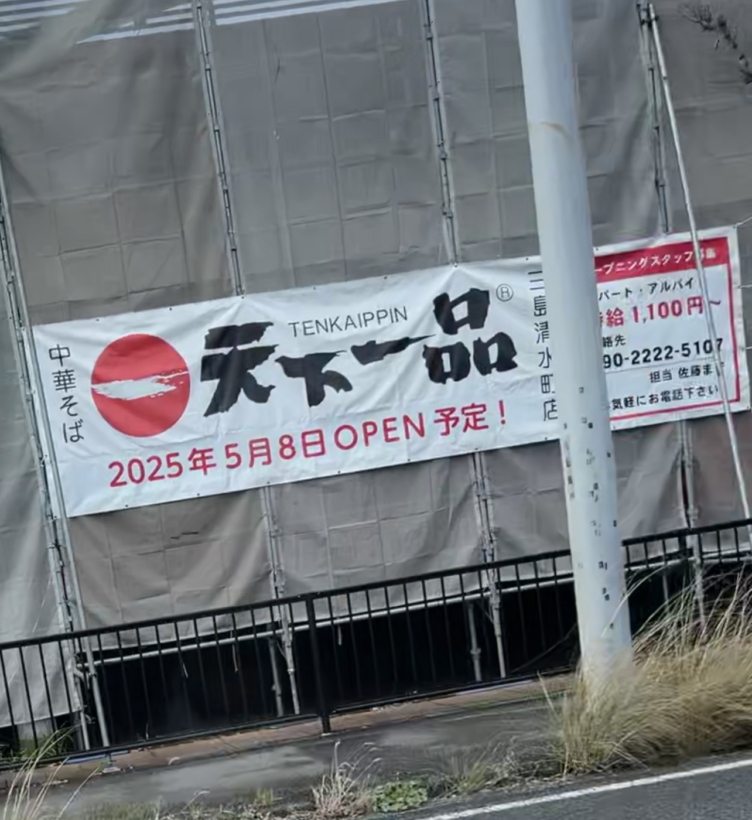 中華そば
天下一品
®
TENKAIPPIN
2025年5月8日OPEN予定！
三島清水町店
ープニングスタッフ募集
パート・アルバイ
時給1,100円〜
絡先
90-2222-5107
担当 佐藤ま
気軽にお電話下さい